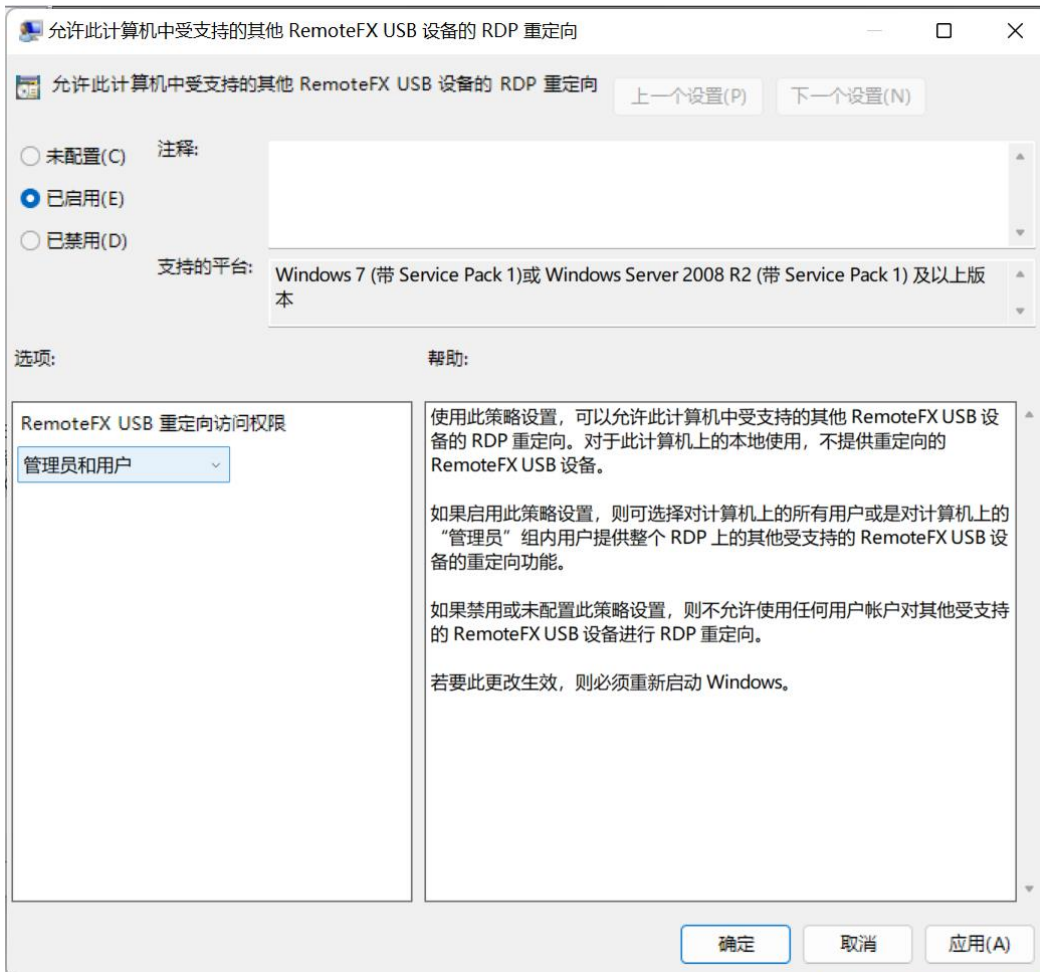 允许此计算机中受支持的其他 RemoteFX USB 设备的 RDP 重定向
允许此计算机中受支持的其他 RemoteFX USB 设备的 RDP 重定向
上一个设置(P)
下一个设置(N)
未配置(C)
注释:
已启用(E)
已禁用(D)
支持的平台:
Windows 7 (带 Service Pack 1)或 Windows Server 2008 R2 (带 Service Pack 1) 及以上版
本
选项:
帮助:
RemoteFX USB 重定向访问权限
管理员和用户
使用此策略设置，可以允许此计算机中受支持的其他 RemoteFX USB 设
备的 RDP 重定向。对于此计算机上的本地使用，不提供重定向的
RemoteFX USB 设备。
如果启用此策略设置，则可选择对计算机上的所有用户或是对计算机上的
“管理员”组内用户提供整个 RDP 上的其他受支持的 RemoteFX USB 设
备的重定向功能。
如果禁用或未配置此策略设置，则不允许使用任何用户帐户对其他受支持
的 RemoteFX USB 设备进行 RDP 重定向。
若要此更改生效，则必须重新启动 Windows。
确定
取消
应用(A)